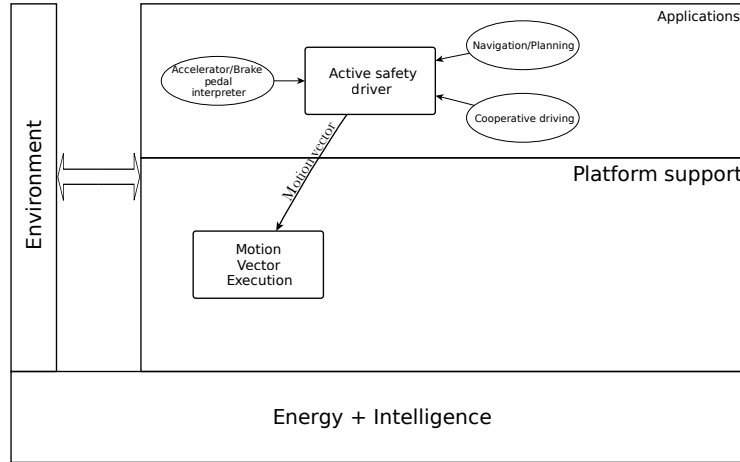 Applications
Navigation/Planning
Accelerator/Brake
pedal
interpreter
Active safety
driver
Cooperative driving
Motion vector
Platform support
Environment
Motion
Vector
Execution
Energy + Intelligence